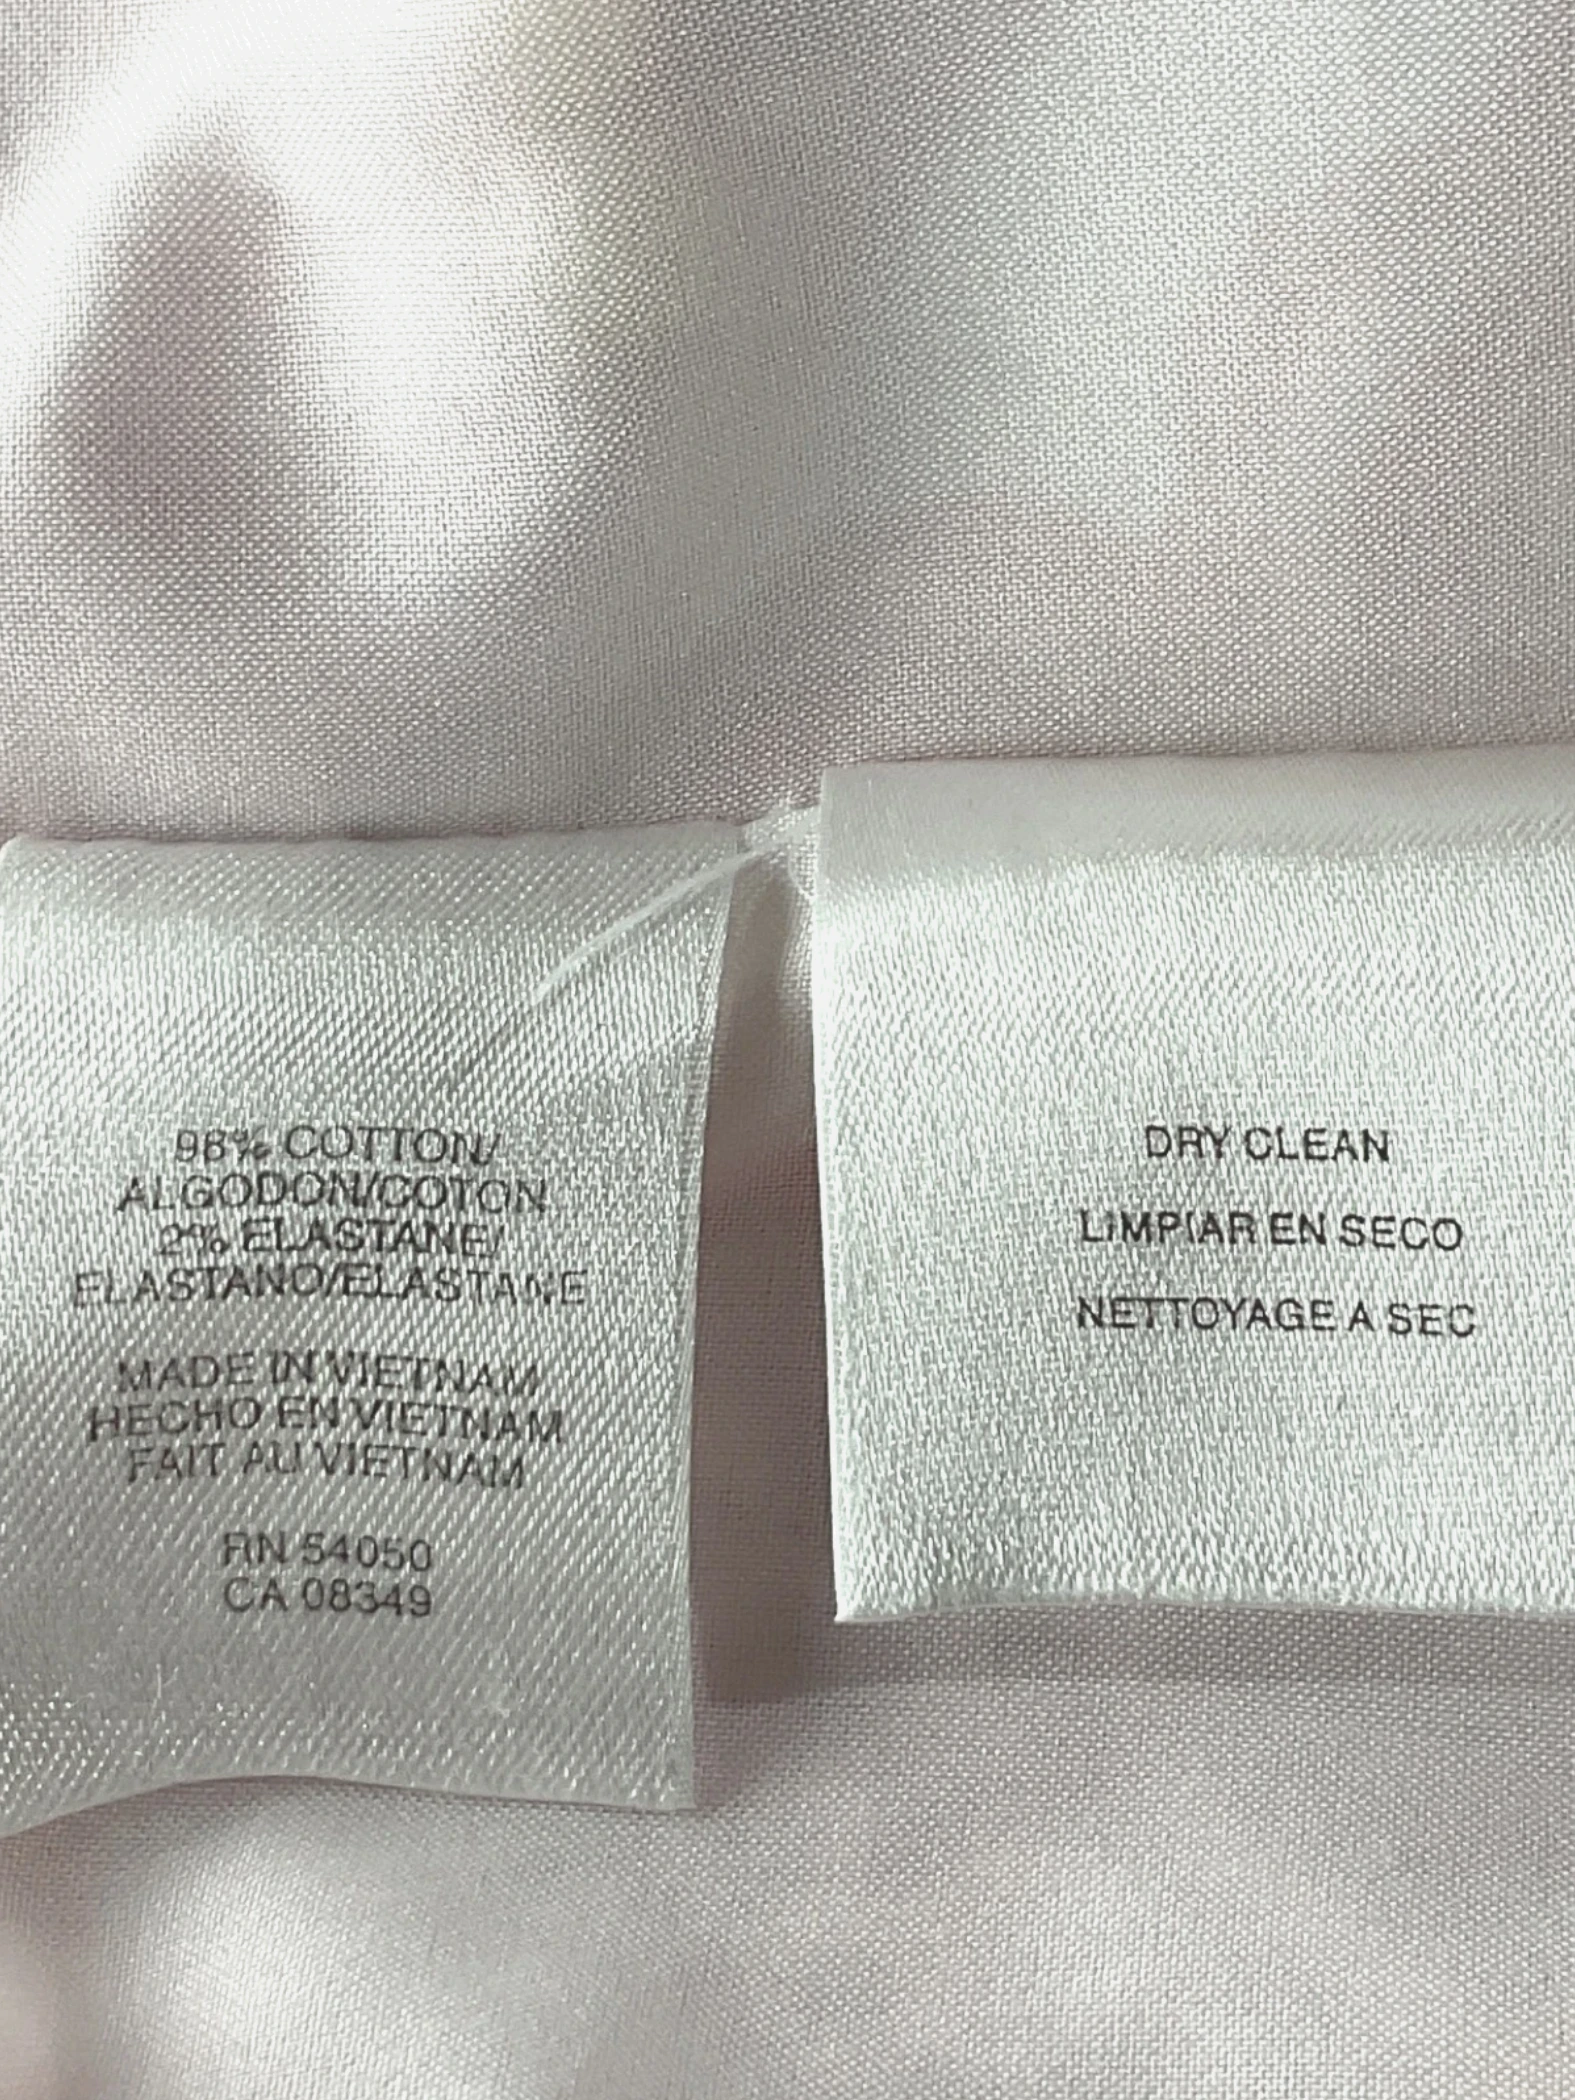 98% COTTON/
ALGODON/COTON
2% ELASTANE/
ELASTANO/ELASTANE
MADE IN VIETNAM
HECHO EN VIETNAM
FAIT AU VIETNAM
RN 54050
CA 08349
DRY CLEAN
LIMPIAR EN SECO
NETTOYAGE A SEC